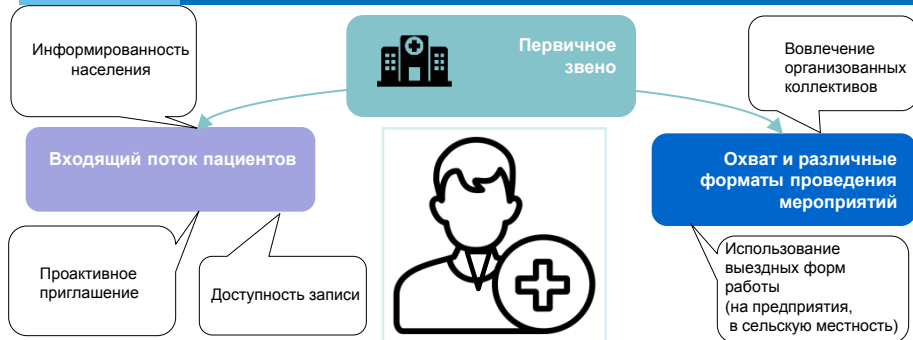 Информированность
населения
Первичное
звено
Вовлечение
организованных
коллективов
Входящий поток пациентов
Охват и различные
форматы проведения
мероприятий
Проактивное
приглашение
Доступность записи
Использование
выездных форм
работы
(на предприятия,
в сельскую местность)